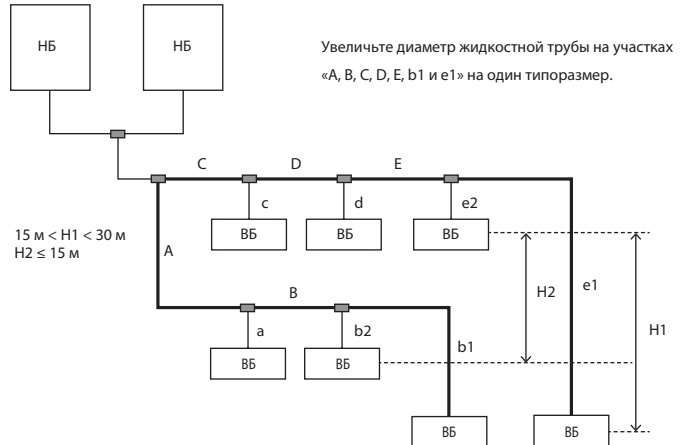 НБ
НБ
Увеличьте диаметр жидкостной трубы на участках
«A, B, C, D, E, b1 и e1» на один типоразмер.
C
D
E
c
d
e2
15 м < H1 < 30 м
H2 ≤ 15 м
ВБ
ВБ
ВБ
A
B
H2
e1
H1
a
b2
b1
ВБ
ВБ
ВБ
ВБ